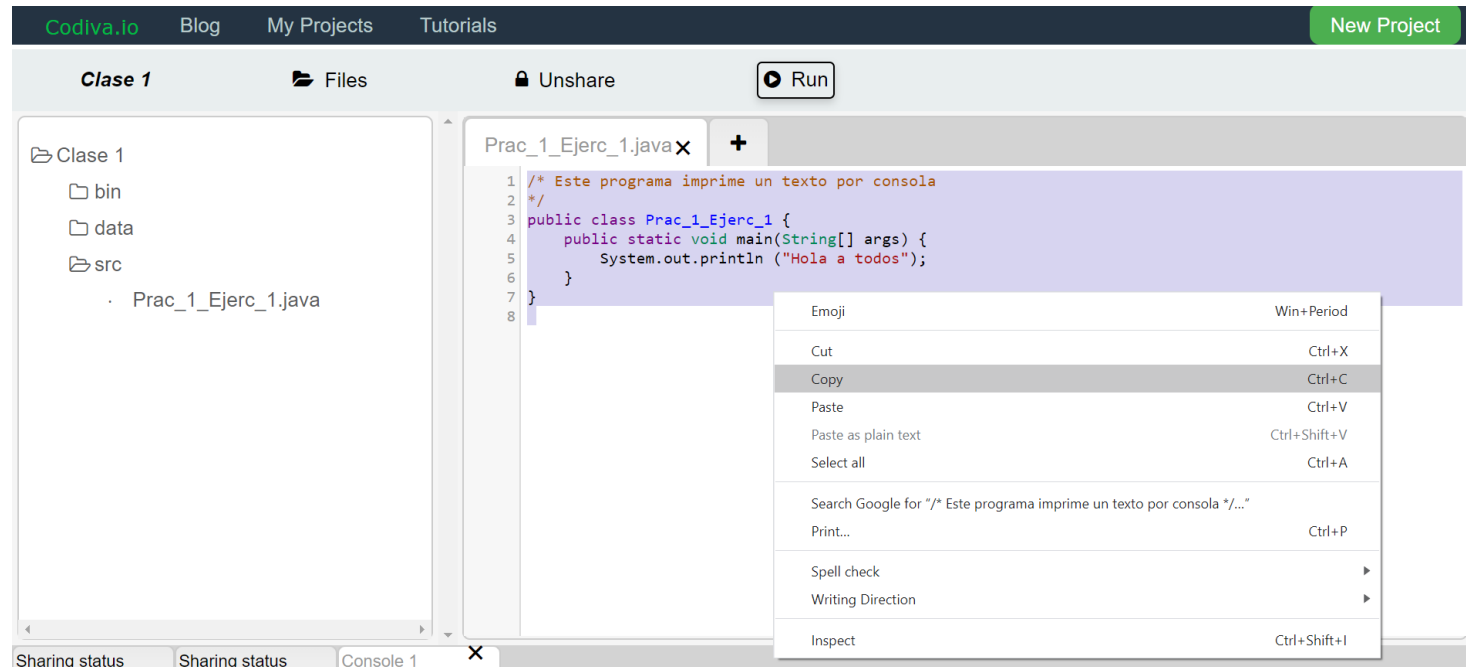 Codiva.io Blog My Projects Tutorials New Project
Clase 1 Files Unshare Run
Clase 1
bin
data
src
Prac_1_Ejerc_1.java
Prac_1_Ejerc_1.java x +
1 /* Este programa imprime un texto por consola
2 */
3 public class Prac_1_Ejerc_1 {
4 public static void main(String[] args) {
5 System.out.println ("Hola a todos");
6 }
7 }
8
Emoji Win+Period
Cut Ctrl+X
Copy Ctrl+C
Paste Ctrl+V
Paste as plain text Ctrl+Shift+V
Select all Ctrl+A
Search Google for “/* Este programa imprime un texto por consola */...”
Print... Ctrl+P
Spell check
Writing Direction
Inspect Ctrl+Shift+I
Sharing status Sharing status Console 1 x